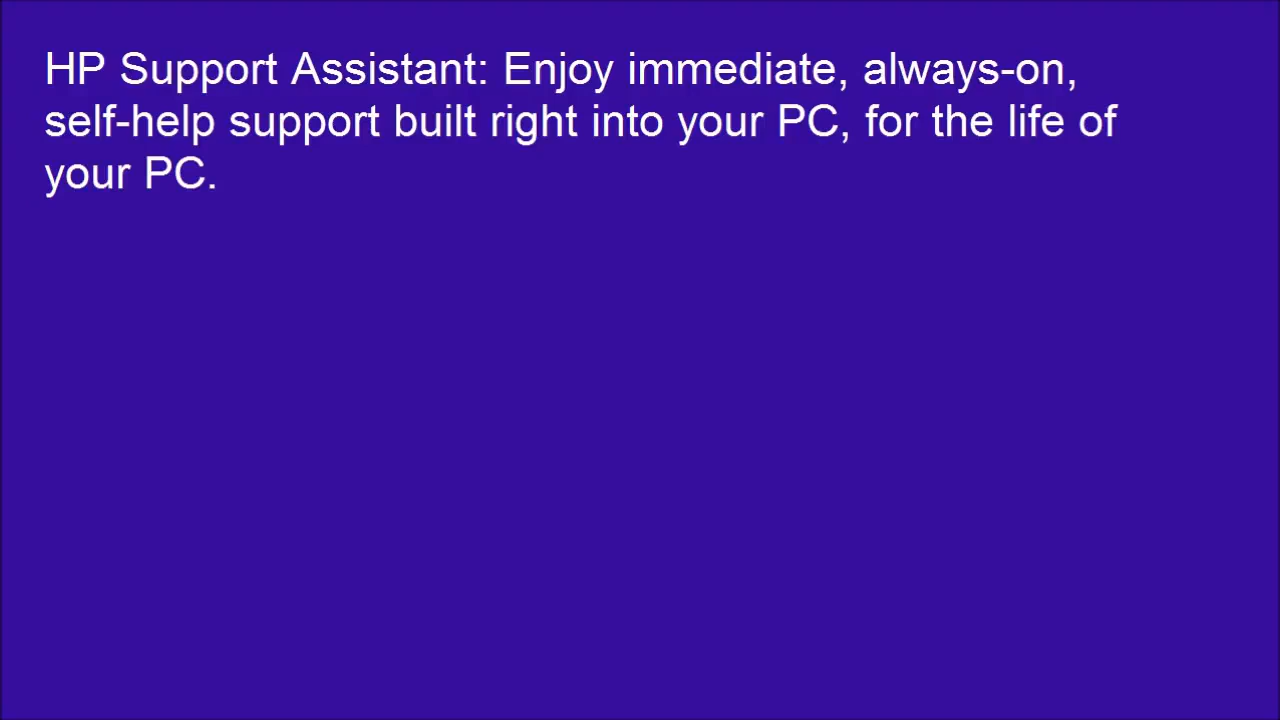 HP Support Assistant: Enjoy immediate, always-on,
self-help support built right into your PC, for the life of
your PC.